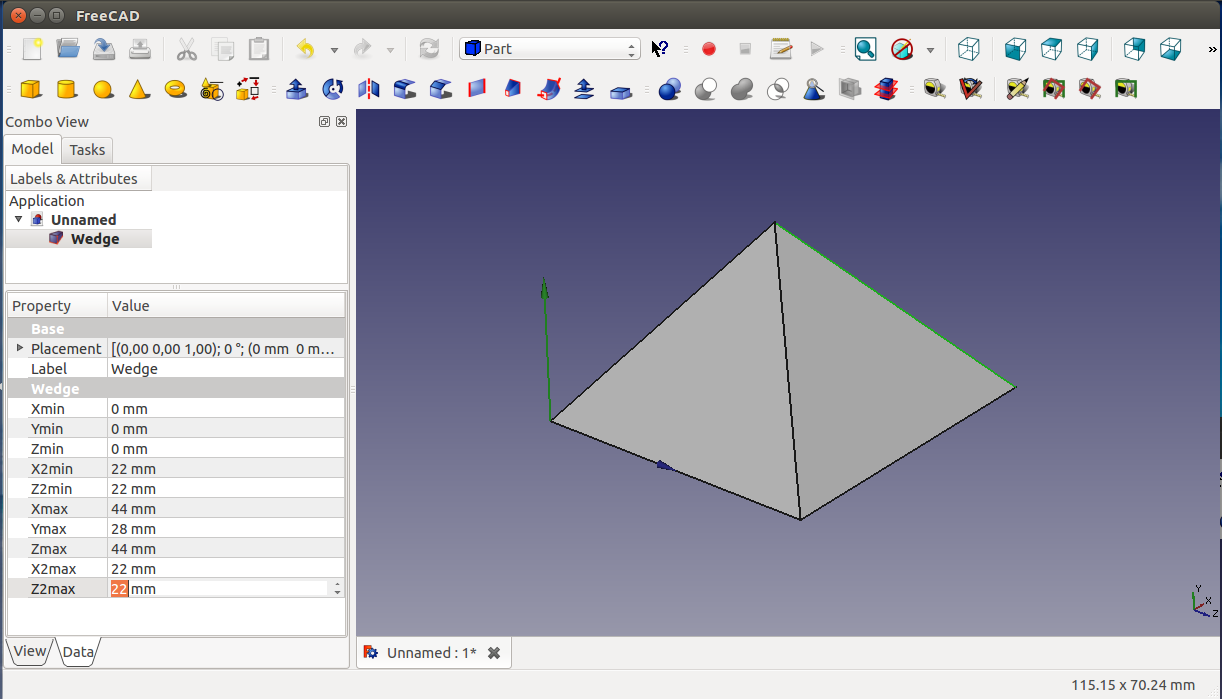 FreeCAD
Part
»
Combo View
Model Tasks
Labels & Attributes
Application
Unnamed
Wedge
Property Value
Base
Placement [(0,00 0,00 1,00); 0 °; (0 mm 0 m...
Label Wedge
Wedge
Xmin 0 mm
Ymin 0 mm
Zmin 0 mm
X2min 22 mm
Z2min 22 mm
Xmax 44 mm
Ymax 28 mm
Zmax 44 mm
X2max 22 mm
Z2max 22 mm
Y
X
Z
View Data
Unnamed : 1*
115.15 x 70.24 mm